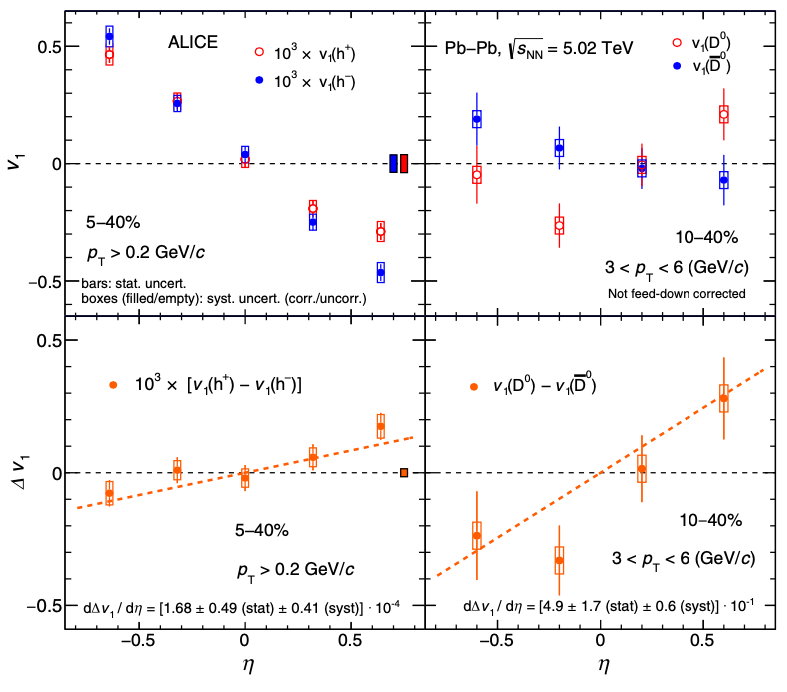 0.5
0
−0.5
v₁
ALICE
10³ × v₁(h⁺)
10³ × v₁(h⁻)
5–40%
p_T > 0.2 GeV/c
bars: stat. uncert.
boxes (filled/empty): syst. uncert. (corr./uncorr.)
Pb–Pb, √s_NN = 5.02 TeV
v₁(D⁰)
v₁(D̅⁰)
10–40%
3 < p_T < 6 (GeV/c)
Not feed-down corrected
0.5
0
−0.5
Δv₁
10³ × [v₁(h⁺) − v₁(h⁻)]
5–40%
p_T > 0.2 GeV/c
dΔv₁ / dη = [1.68 ± 0.49 (stat) ± 0.41 (syst)] · 10⁻⁴
v₁(D⁰) − v₁(D̅⁰)
10–40%
3 < p_T < 6 (GeV/c)
dΔv₁ / dη = [4.9 ± 1.7 (stat) ± 0.6 (syst)] · 10⁻¹
−0.5 0 0.5
−0.5 0 0.5
η
η